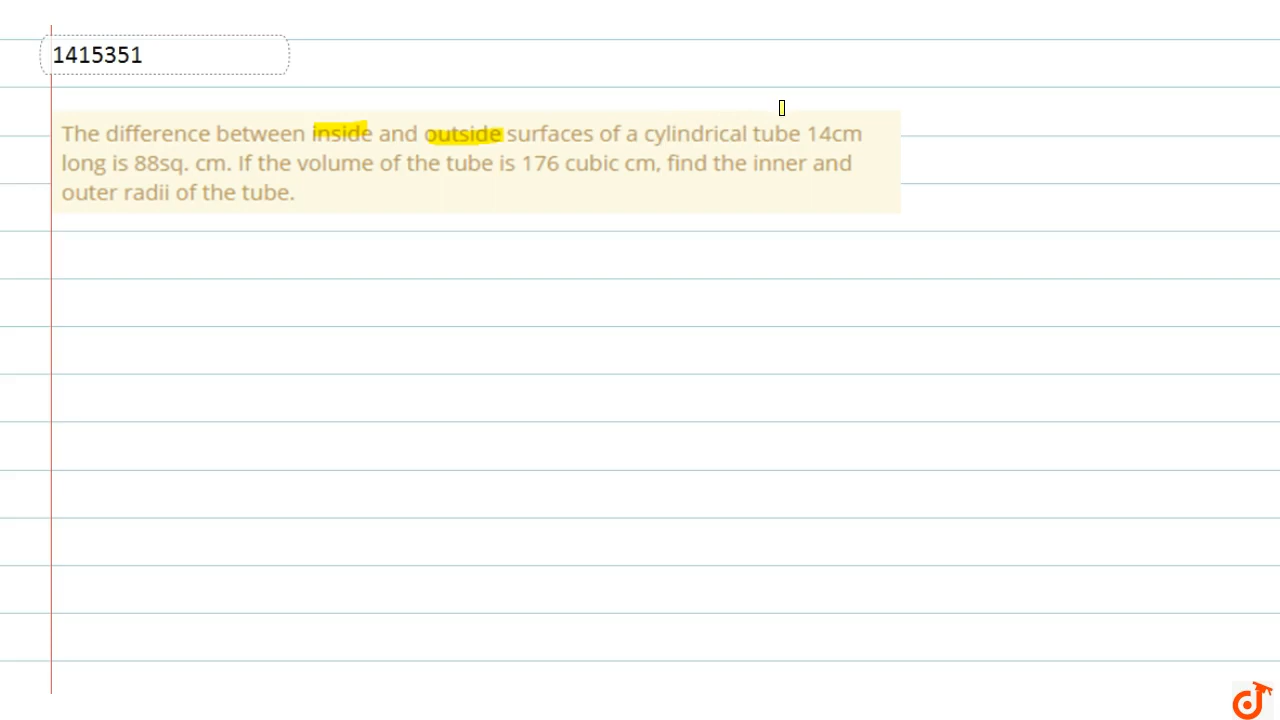 1415351
The difference between inside and outside surfaces of a cylindrical tube 14cm
long is 88sq. cm. If the volume of the tube is 176 cubic cm, find the inner and
outer radii of the tube.